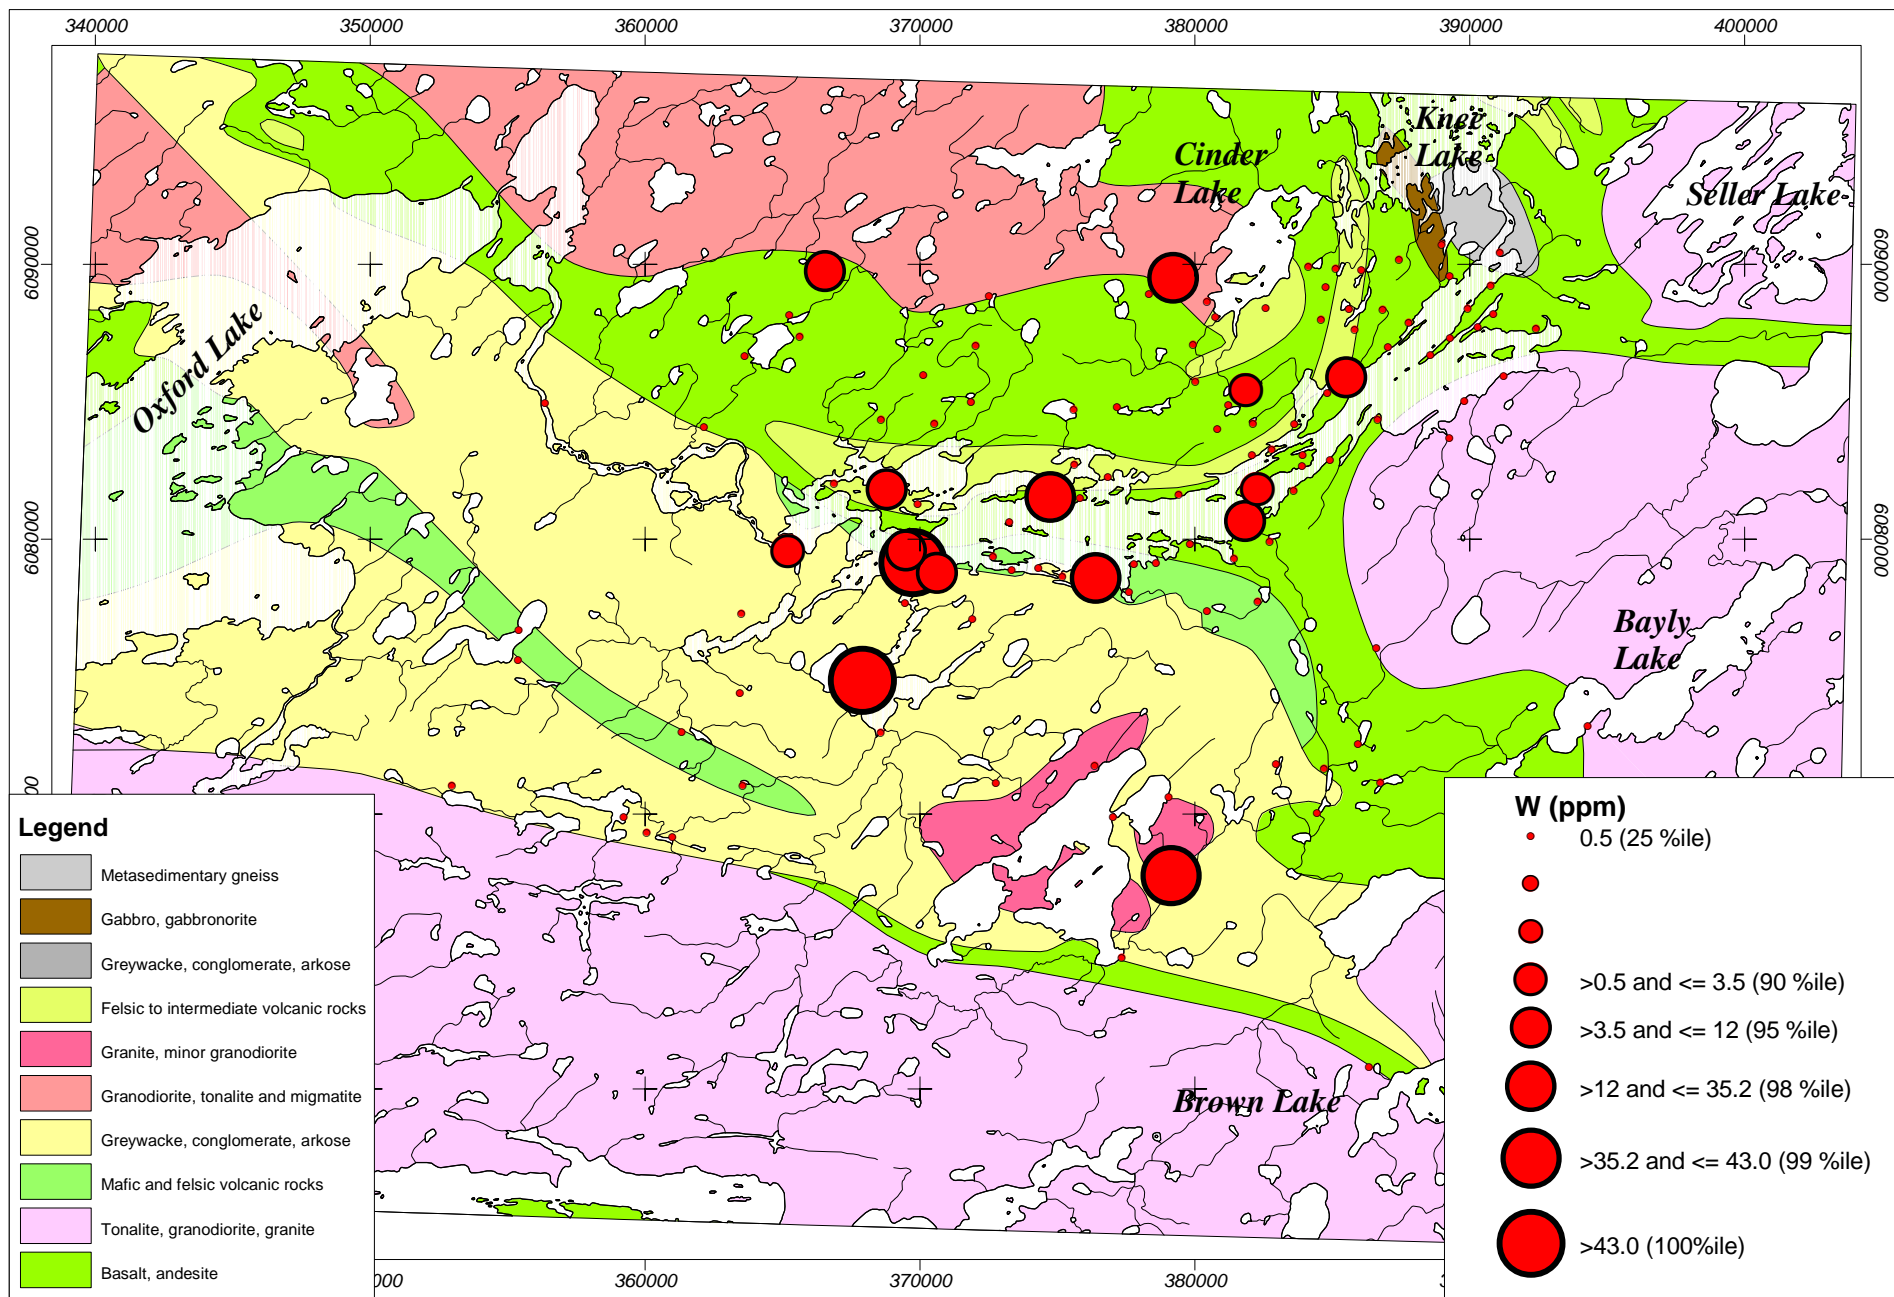 340000 350000 360000 370000 380000 390000 400000
Knee
Lake
Cinder
Lake
Seller Lake
6090000
6090000
Oxford Lake
6080000
6080000
Bayly
Lake
Brown Lake
00
Legend
Metasedimentary gneiss
Gabbro, gabbronorite
Greywacke, conglomerate, arkose
Felsic to intermediate volcanic rocks
Granite, minor granodiorite
Granodiorite, tonalite and migmatite
Greywacke, conglomerate, arkose
Mafic and felsic volcanic rocks
Tonalite, granodiorite, granite
Basalt, andesite
W (ppm)
0.5 (25 %ile)
>0.5 and <= 3.5 (90 %ile)
>3.5 and <= 12 (95 %ile)
>12 and <= 35.2 (98 %ile)
>35.2 and <= 43.0 (99 %ile)
>43.0 (100%ile)
0000 360000 370000 380000